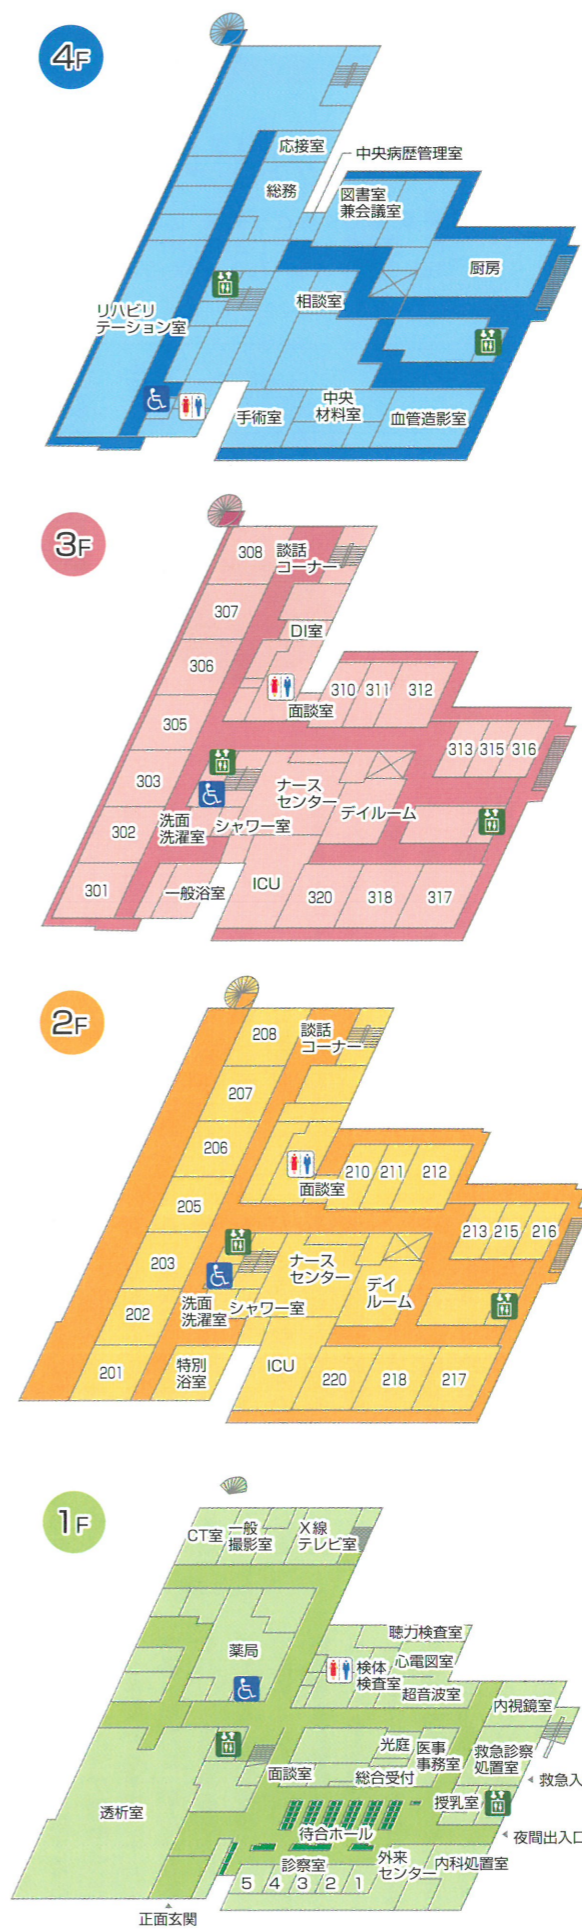 4F
応接室
中央病歴管理室
総務
図書室
兼会議室
厨房
相談室
リハビリ
テーション室
手術室
中央
材料室
血管造影室
3F
308
談話
コーナー
307
DI室
306
310
311
312
面談室
305
313
315
316
303
ナース
センター
デイルーム
302
洗面
洗濯室
シャワー室
301
一般浴室
ICU
320
318
317
2F
208
談話
コーナー
207
206
210
211
212
面談室
205
213
215
216
203
ナース
センター
デイ
ルーム
202
洗面
洗濯室
シャワー室
201
特別
浴室
ICU
220
218
217
1F
CT室
一般
撮影室
X線
テレビ室
聴力検査室
薬局
検体
検査室
心電図室
超音波室
内視鏡室
光庭
医事
事務室
救急診察
処置室
面談室
総合受付
救急入
透析室
授乳室
待合ホール
夜間出入口
診察室
外来
センター
内科処置室
5
4
3
2
1
正面玄関